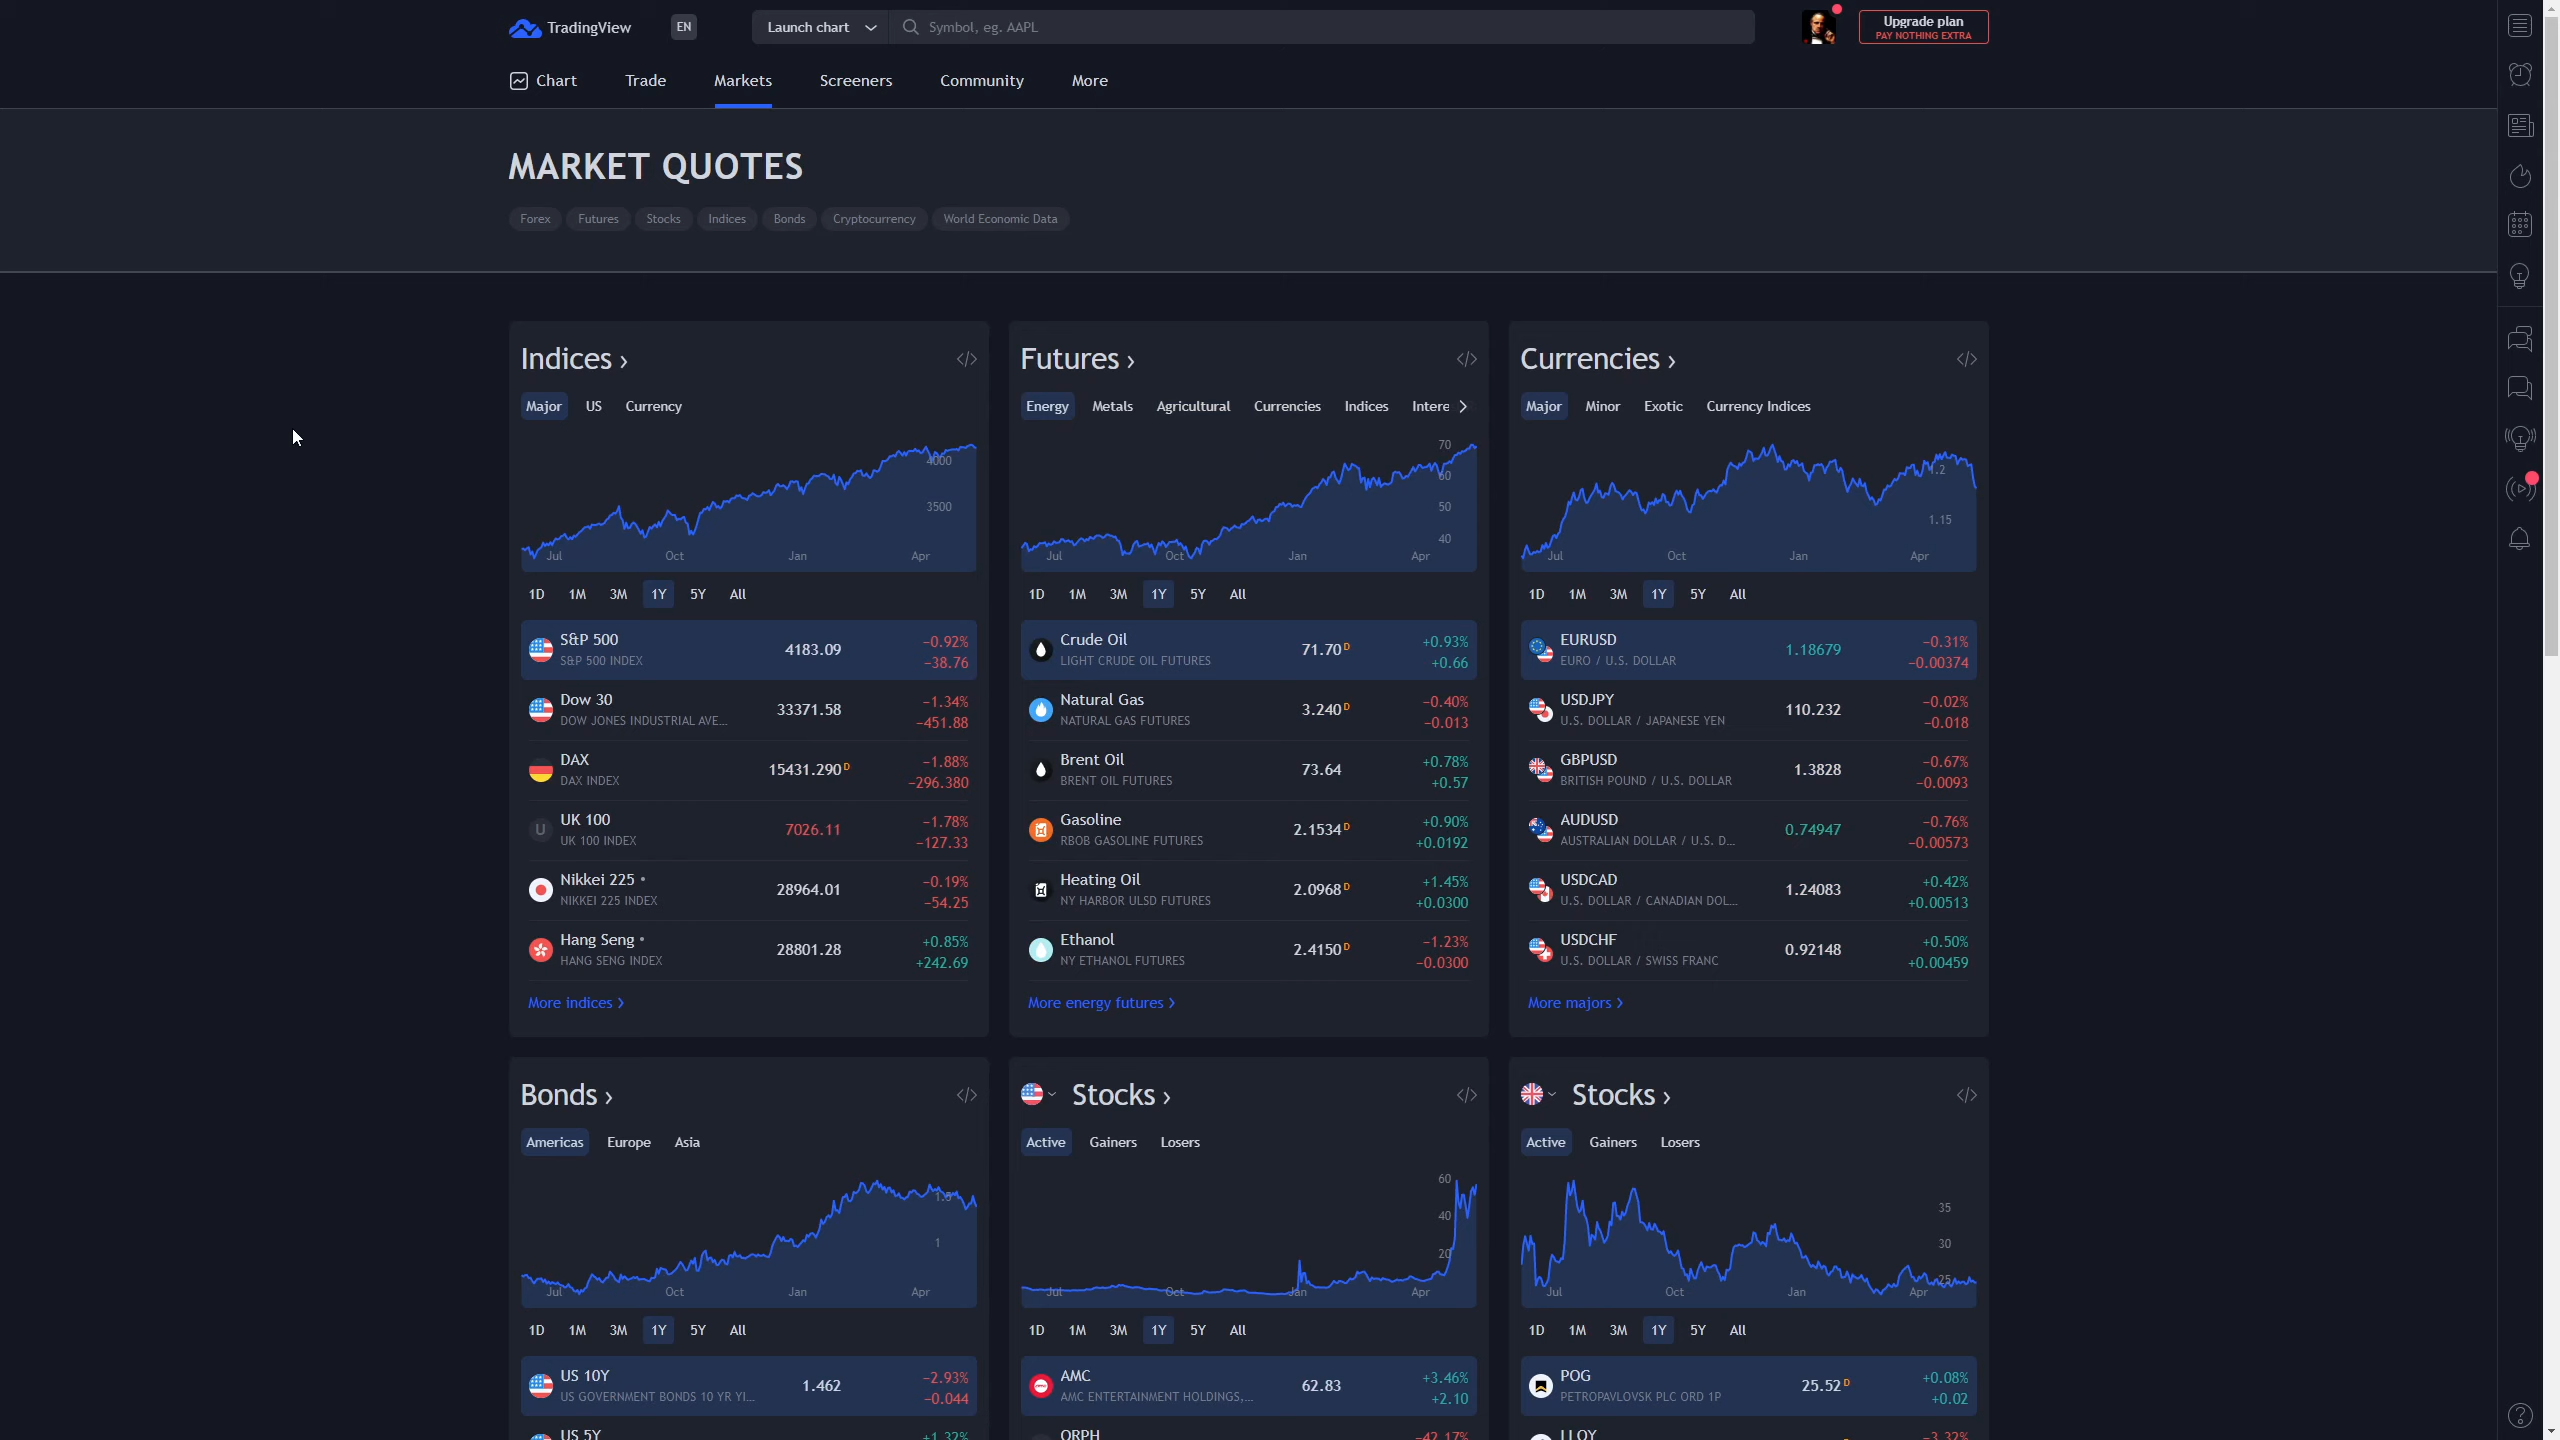 TradingView
EN
Launch chart
Symbol, eg. AAPL
Upgrade plan
PAY NOTHING EXTRA
Chart Trade Markets Screeners Community More
MARKET QUOTES
Forex Futures Stocks Indices Bonds Cryptocurrency World Economic Data
Indices ›
Major US Currency
4000
3500
Jul Oct Jan Apr
1D 1M 3M 1Y 5Y All
S&P 500 4183.09 −0.92%
S&P 500 INDEX −38.76
Dow 30 33371.58 −1.34%
DOW JONES INDUSTRIAL AVE... −451.88
DAX 15431.290 D −1.88%
DAX INDEX −296.380
U UK 100 7026.11 −1.78%
UK 100 INDEX −127.33
Nikkei 225 • 28964.01 −0.19%
NIKKEI 225 INDEX −54.25
Hang Seng • 28801.28 +0.85%
HANG SENG INDEX +242.69
More indices ›
Futures ›
Energy Metals Agricultural Currencies Indices Intere
70
60
50
40
Jul Oct Jan Apr
1D 1M 3M 1Y 5Y All
Crude Oil 71.70 D +0.93%
LIGHT CRUDE OIL FUTURES +0.66
Natural Gas 3.240 D −0.40%
NATURAL GAS FUTURES −0.013
Brent Oil 73.64 +0.78%
BRENT OIL FUTURES +0.57
Gasoline 2.1534 D +0.90%
RBOB GASOLINE FUTURES +0.0192
Heating Oil 2.0968 D +1.45%
NY HARBOR ULSD FUTURES +0.0300
Ethanol 2.4150 D −1.23%
NY ETHANOL FUTURES −0.0300
More energy futures ›
Currencies ›
Major Minor Exotic Currency Indices
1.2
1.15
Jul Oct Jan Apr
1D 1M 3M 1Y 5Y All
EURUSD 1.18679 −0.31%
EURO / U.S. DOLLAR −0.00374
USDJPY 110.232 −0.02%
U.S. DOLLAR / JAPANESE YEN −0.018
GBPUSD 1.3828 −0.67%
BRITISH POUND / U.S. DOLLAR −0.0093
AUDUSD 0.74947 −0.76%
AUSTRALIAN DOLLAR / U.S. D... −0.00573
USDCAD 1.24083 +0.42%
U.S. DOLLAR / CANADIAN DOL... +0.00513
USDCHF 0.92148 +0.50%
U.S. DOLLAR / SWISS FRANC +0.00459
More majors ›
Bonds ›
Americas Europe Asia
1.5
1
Jul Oct Jan Apr
1D 1M 3M 1Y 5Y All
US 10Y 1.462 −2.93%
US GOVERNMENT BONDS 10 YR YI... −0.044
US 5Y +1.32%
Stocks ›
Active Gainers Losers
60
40
20
Jul Oct Jan Apr
1D 1M 3M 1Y 5Y All
AMC 62.83 +3.46%
AMC ENTERTAINMENT HOLDINGS,... +2.10
ORPH −42.17%
Stocks ›
Active Gainers Losers
35
30
25
Jul Oct Jan Apr
1D 1M 3M 1Y 5Y All
POG 25.52 D +0.08%
PETROPAVLOVSK PLC ORD 1P +0.02
LLOY −3.32%